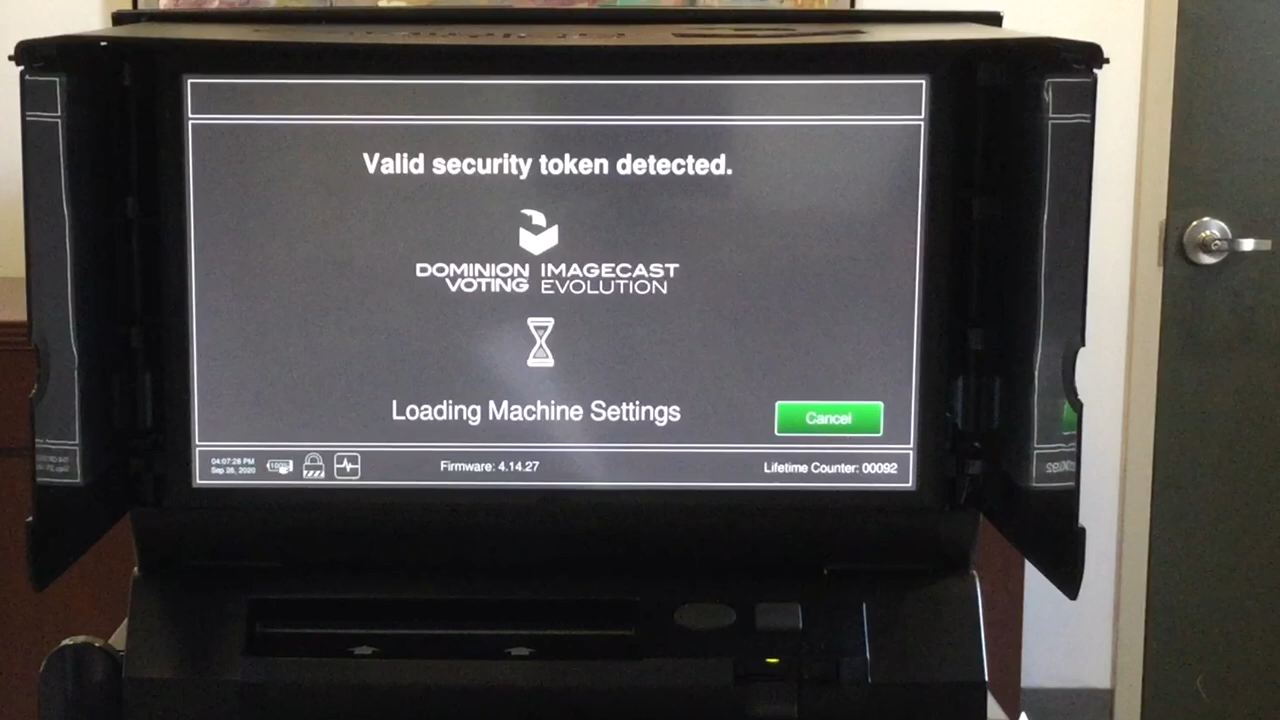 Valid security token detected.
DOMINION IMAGECAST
VOTING EVOLUTION
Loading Machine Settings
Cancel
04:07:28 PM
Sep 28, 2020
100%
Firmware: 4.14.27
Lifetime Counter: 00092